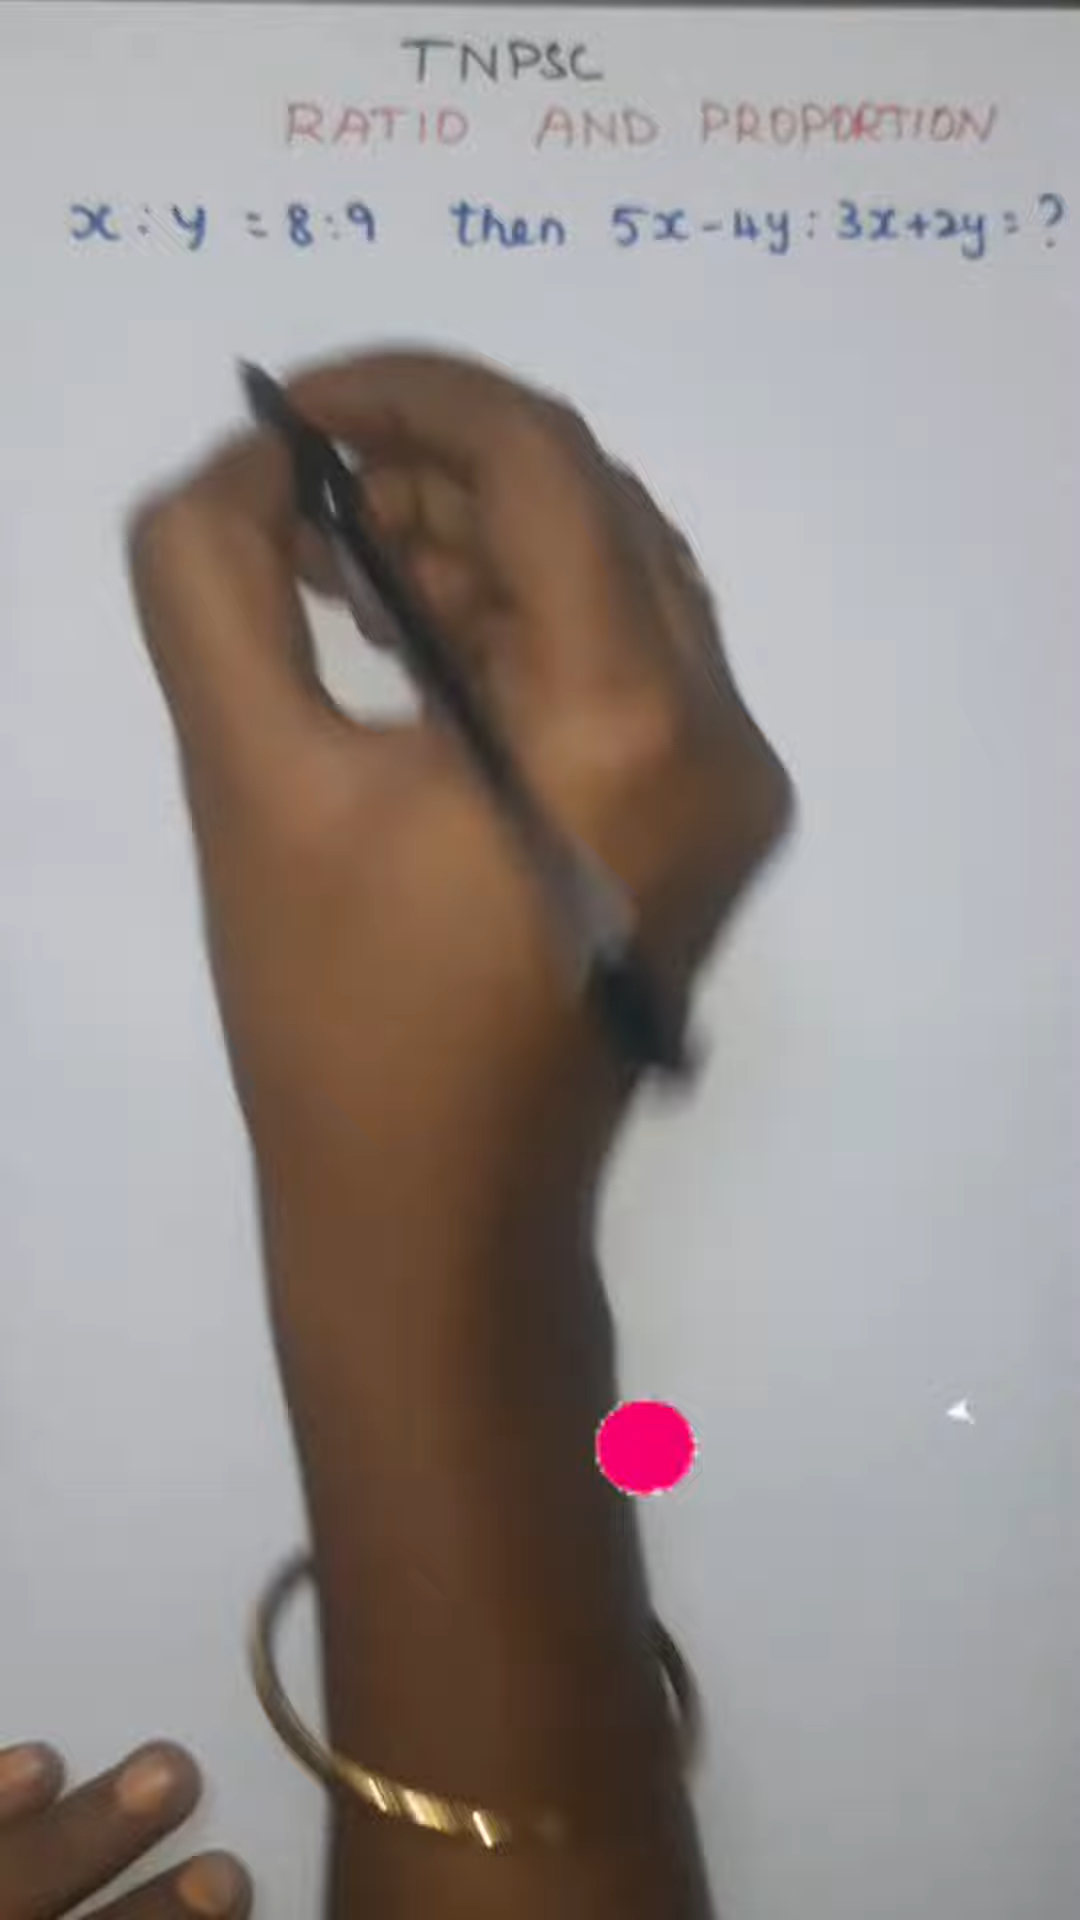 TNPSC
RATIO AND PROPORTION
x : y = 8 : 9 then 5x - 4y : 3x + 2y = ?